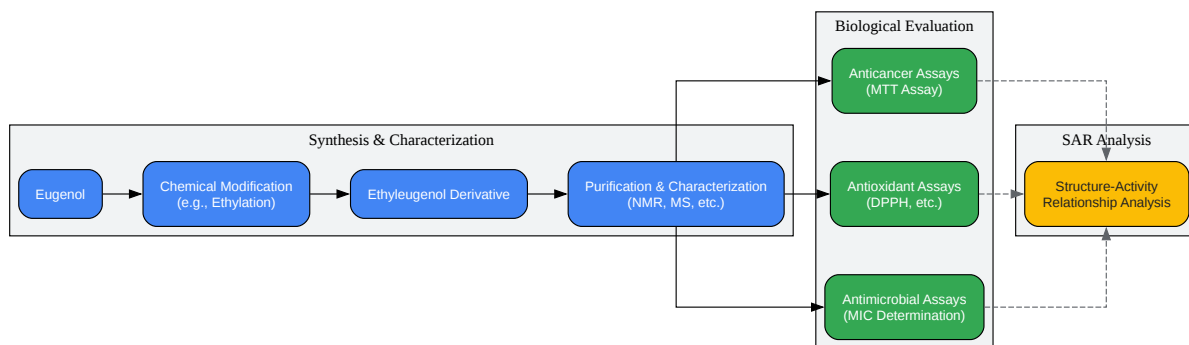 Synthesis & Characterization
Eugenol
Chemical Modification
(e.g., Ethylation)
Ethyleugenol Derivative
Purification & Characterization
(NMR, MS, etc.)
Biological Evaluation
Anticancer Assays
(MTT Assay)
Antioxidant Assays
(DPPH, etc.)
Antimicrobial Assays
(MIC Determination)
SAR Analysis
Structure-Activity
Relationship Analysis